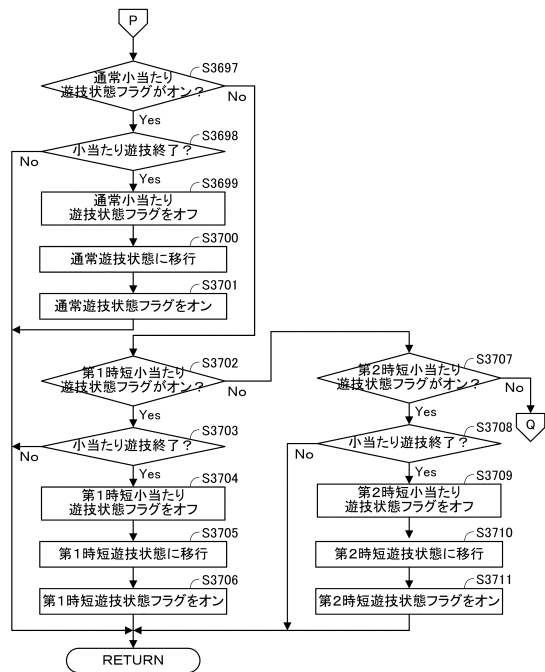 P
S3697
通常小当たり
遊技状態フラグがオン?
No
Yes
S3698
小当たり遊技終了?
No
Yes
S3699
通常小当たり
遊技状態フラグをオフ
S3700
通常遊技状態に移行
S3701
通常遊技状態フラグをオン
S3702
第1時短小当たり
遊技状態フラグがオン?
No
Yes
S3703
小当たり遊技終了?
No
Yes
S3704
第1時短小当たり
遊技状態フラグをオフ
S3705
第1時短遊技状態に移行
S3706
第1時短遊技状態フラグをオン
S3707
第2時短小当たり
遊技状態フラグがオン?
No
Yes
Q
S3708
小当たり遊技終了?
No
Yes
S3709
第2時短小当たり
遊技状態フラグをオフ
S3710
第2時短遊技状態に移行
S3711
第2時短遊技状態フラグをオン
RETURN